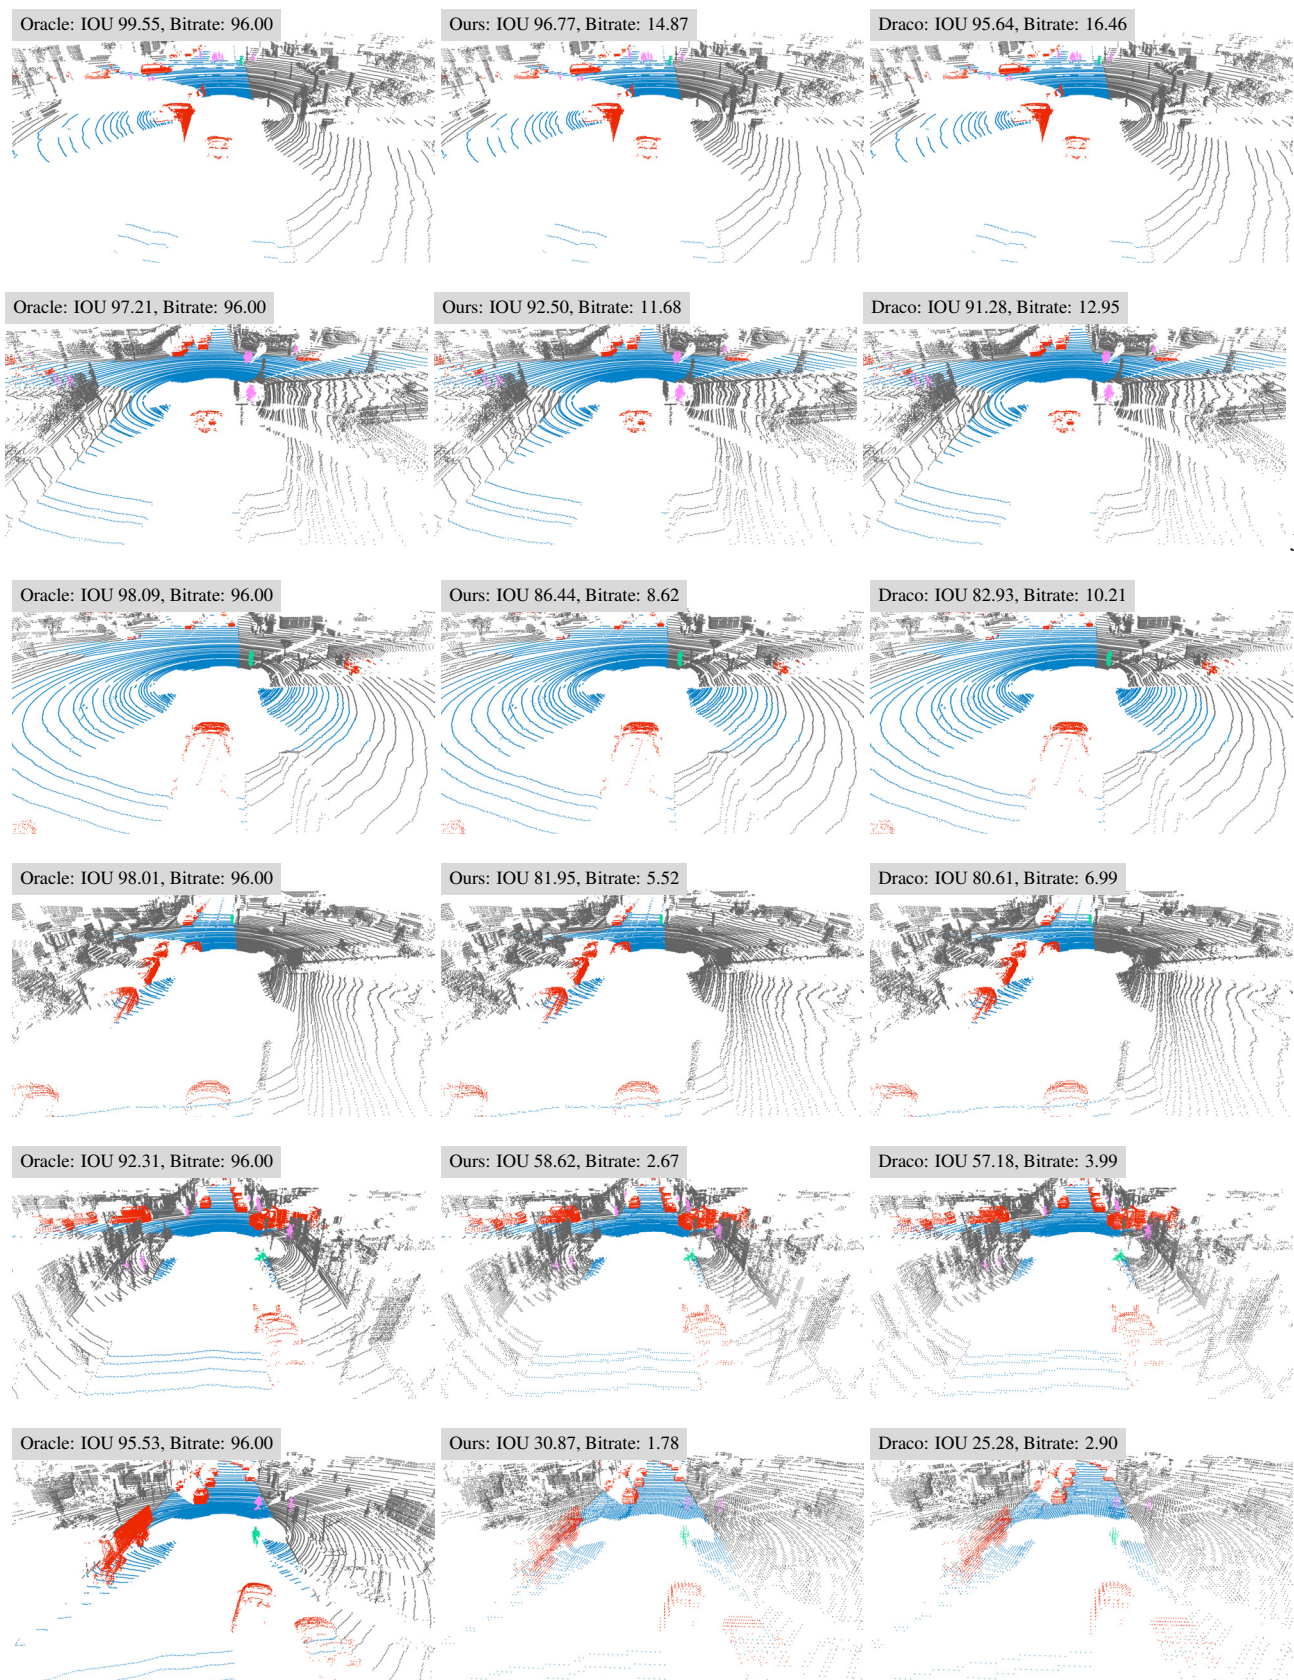 Oracle: IOU 99.55, Bitrate: 96.00
Ours: IOU 96.77, Bitrate: 14.87
Draco: IOU 95.64, Bitrate: 16.46
Oracle: IOU 97.21, Bitrate: 96.00
Ours: IOU 92.50, Bitrate: 11.68
Draco: IOU 91.28, Bitrate: 12.95
Oracle: IOU 98.09, Bitrate: 96.00
Ours: IOU 86.44, Bitrate: 8.62
Draco: IOU 82.93, Bitrate: 10.21
Oracle: IOU 98.01, Bitrate: 96.00
Ours: IOU 81.95, Bitrate: 5.52
Draco: IOU 80.61, Bitrate: 6.99
Oracle: IOU 92.31, Bitrate: 96.00
Ours: IOU 58.62, Bitrate: 2.67
Draco: IOU 57.18, Bitrate: 3.99
Oracle: IOU 95.53, Bitrate: 96.00
Ours: IOU 30.87, Bitrate: 1.78
Draco: IOU 25.28, Bitrate: 2.90